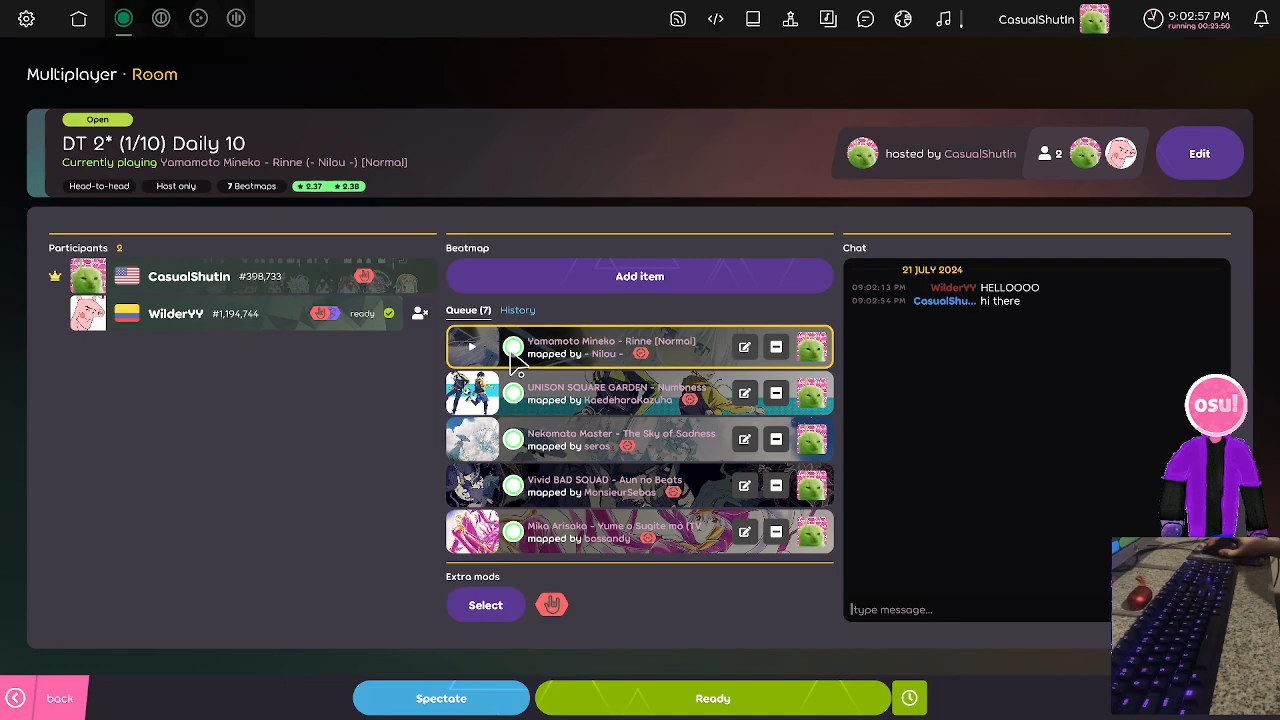 CasualShutIn
9:02:57 PM
running 00:23:50
Multiplayer · Room
Open
DT 2* (1/10) Daily 10
Currently playing Yamamoto Mineko - Rinne (- Nilou -) [Normal]
Head-to-head
Host only
7 Beatmaps
2.37
2.38
hosted by CasualShutIn
2
Edit
Participants 2
CasualShutIn #398,733
WilderYY #1,194,744 ready
Beatmap
Add item
Queue (7) History
Yamamoto Mineko - Rinne [Normal]
mapped by - Nilou -
UNISON SQUARE GARDEN - Numbness
mapped by KaedeharaKazuha
Nekomata Master - The Sky of Sadness
mapped by seros
Vivid BAD SQUAD - Aun no Beats
mapped by MonsieurSebas
Mika Arisaka - Yume o Sugite mo (TV
mapped by bossandy
Extra mods
Select
Chat
21 JULY 2024
09:02:13 PM WilderYY HELLOOOO
09:02:54 PM CasualShu... hi there
type message...
osu!
back
Spectate
Ready